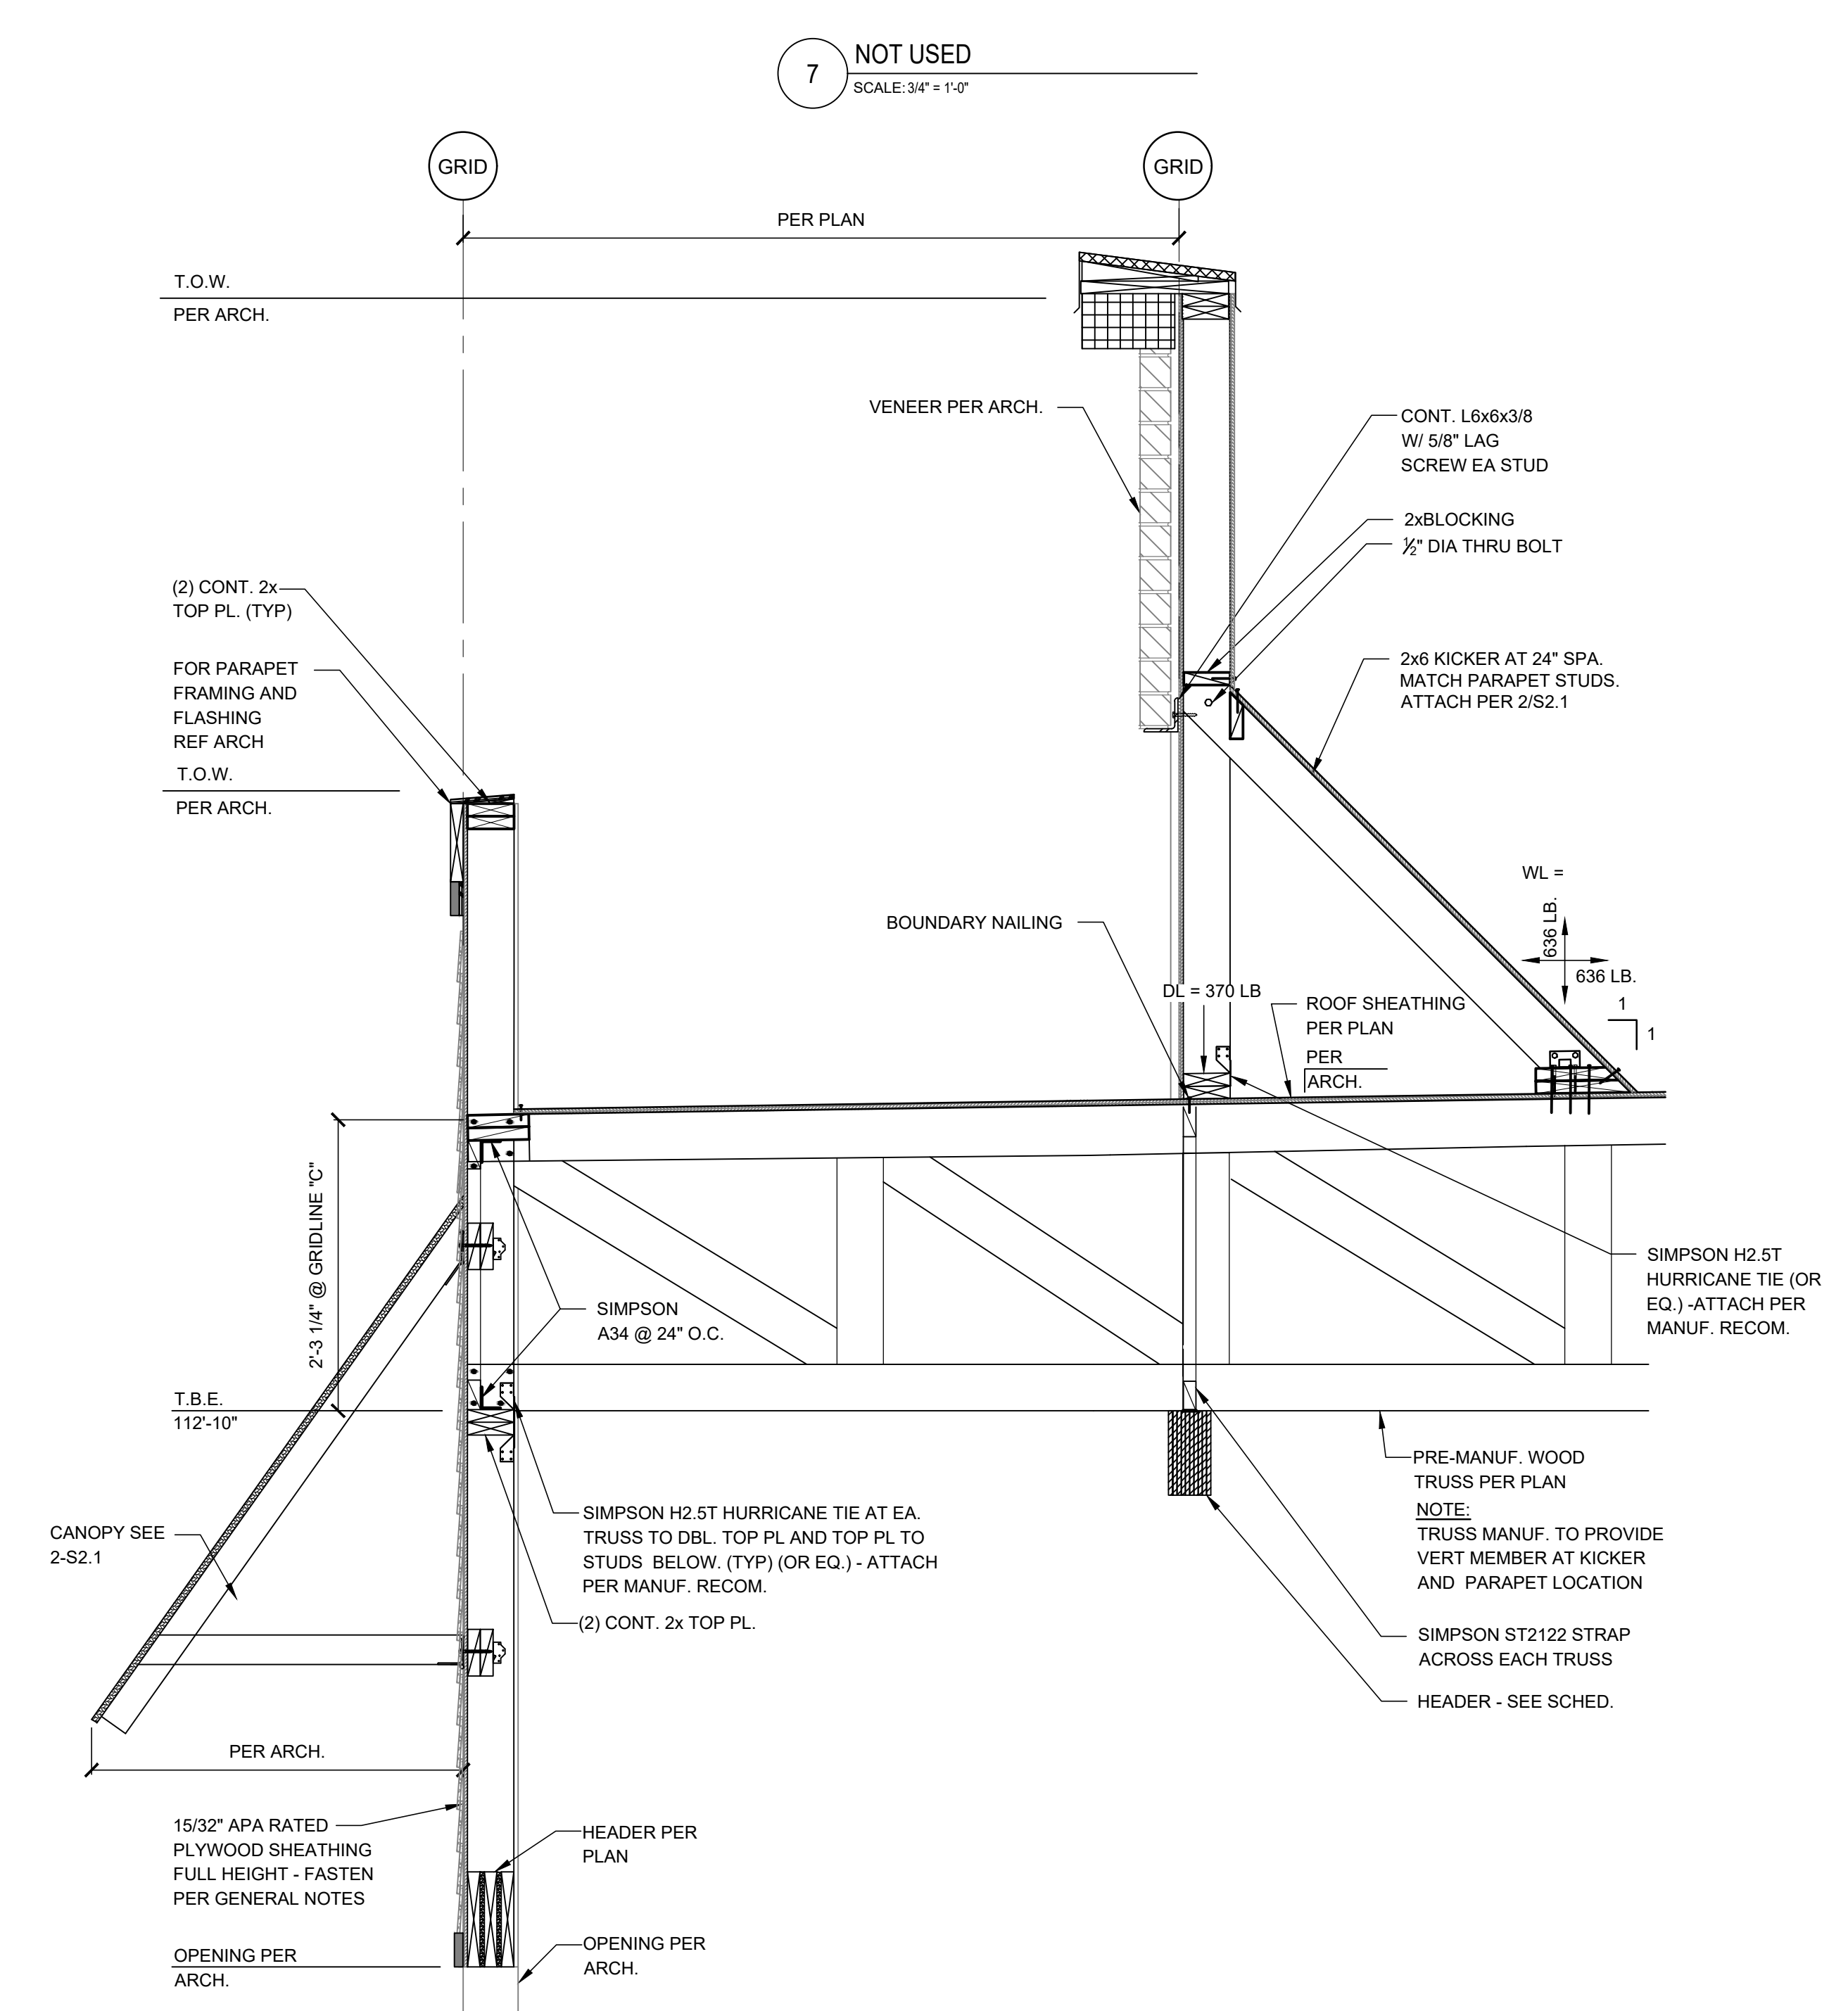 7
NOT USED
SCALE: 3/4" = 1'-0"
GRID
GRID
PER PLAN
T.O.W.
PER ARCH.
VENEER PER ARCH.
CONT. L6x6x3/8
W/ 5/8" LAG
SCREW EA STUD
2xBLOCKING
½" DIA THRU BOLT
(2) CONT. 2x
TOP PL. (TYP)
FOR PARAPET
FRAMING AND
FLASHING
REF ARCH
2x6 KICKER AT 24" SPA.
MATCH PARAPET STUDS.
ATTACH PER 2/S2.1
T.O.W.
PER ARCH.
WL =
636 LB.
636 LB.
1
1
BOUNDARY NAILING
DL = 370 LB
ROOF SHEATHING
PER PLAN
PER
ARCH.
2'-3 1/4" @ GRIDLINE "C"
SIMPSON
A34 @ 24" O.C.
SIMPSON H2.5T
HURRICANE TIE (OR
EQ.) -ATTACH PER
MANUF. RECOM.
T.B.E.
112'-10"
PRE-MANUF. WOOD
TRUSS PER PLAN
NOTE:
TRUSS MANUF. TO PROVIDE
VERT MEMBER AT KICKER
AND PARAPET LOCATION
CANOPY SEE
2-S2.1
SIMPSON H2.5T HURRICANE TIE AT EA.
TRUSS TO DBL. TOP PL AND TOP PL TO
STUDS BELOW. (TYP) (OR EQ.) - ATTACH
PER MANUF. RECOM.
(2) CONT. 2x TOP PL.
SIMPSON ST2122 STRAP
ACROSS EACH TRUSS
HEADER - SEE SCHED.
PER ARCH.
15/32" APA RATED
PLYWOOD SHEATHING
FULL HEIGHT - FASTEN
PER GENERAL NOTES
HEADER PER
PLAN
OPENING PER
ARCH.
OPENING PER
ARCH.